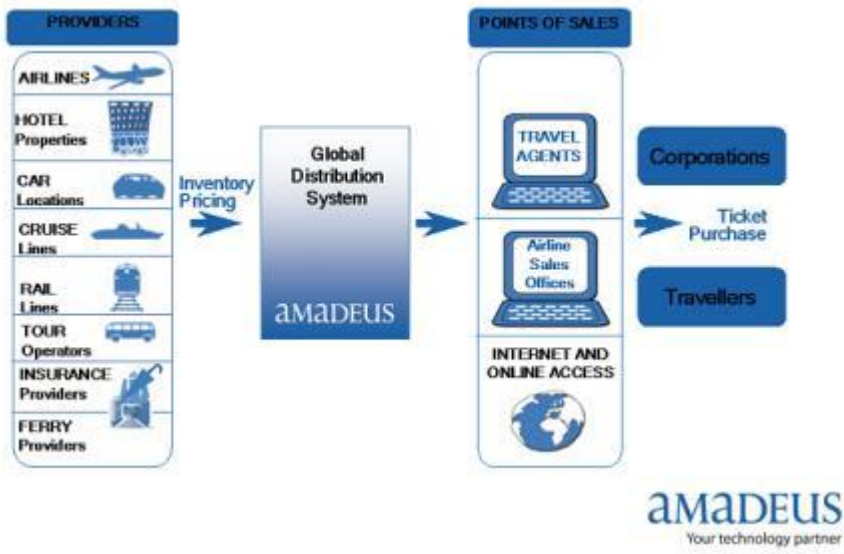 PROVIDERS
AIRLINES
HOTEL
Properties
CAR
Locations
CRUISE
Lines
RAIL
Lines
TOUR
Operators
INSURANCE
Providers
FERRY
Providers
Inventory
Pricing
Global
Distribution
System
amadeus
POINTS OF SALES
TRAVEL
AGENTS
Airline
Sales
Offices
INTERNET AND
ONLINE ACCESS
Corporations
Ticket
Purchase
Travellers
amadeus
Your technology partner